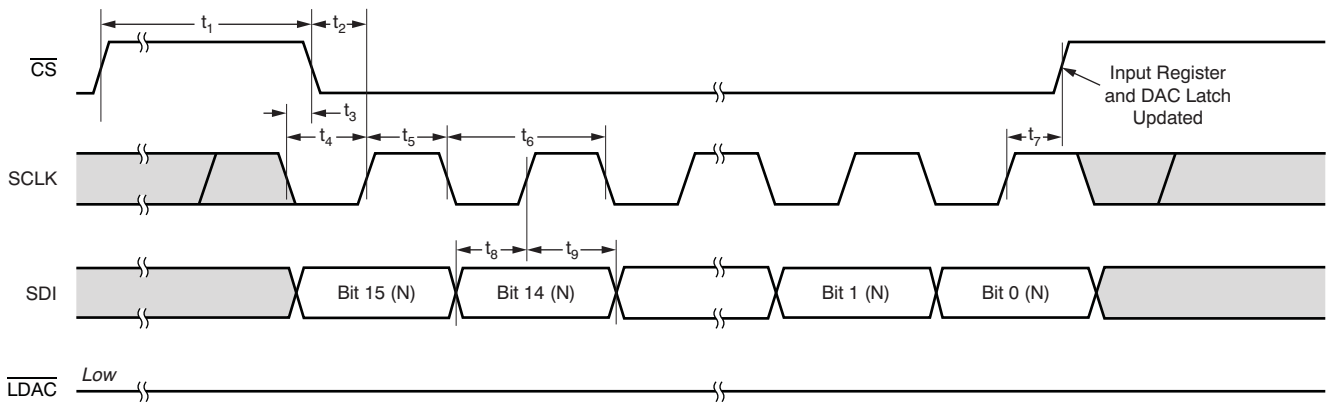 t1
t2
CS
Input Register
and DAC Latch
Updated
t3
t4
t5
t6
t7
SCLK
t8
t9
SDI
Bit 15 (N)
Bit 14 (N)
Bit 1 (N)
Bit 0 (N)
LDAC
Low